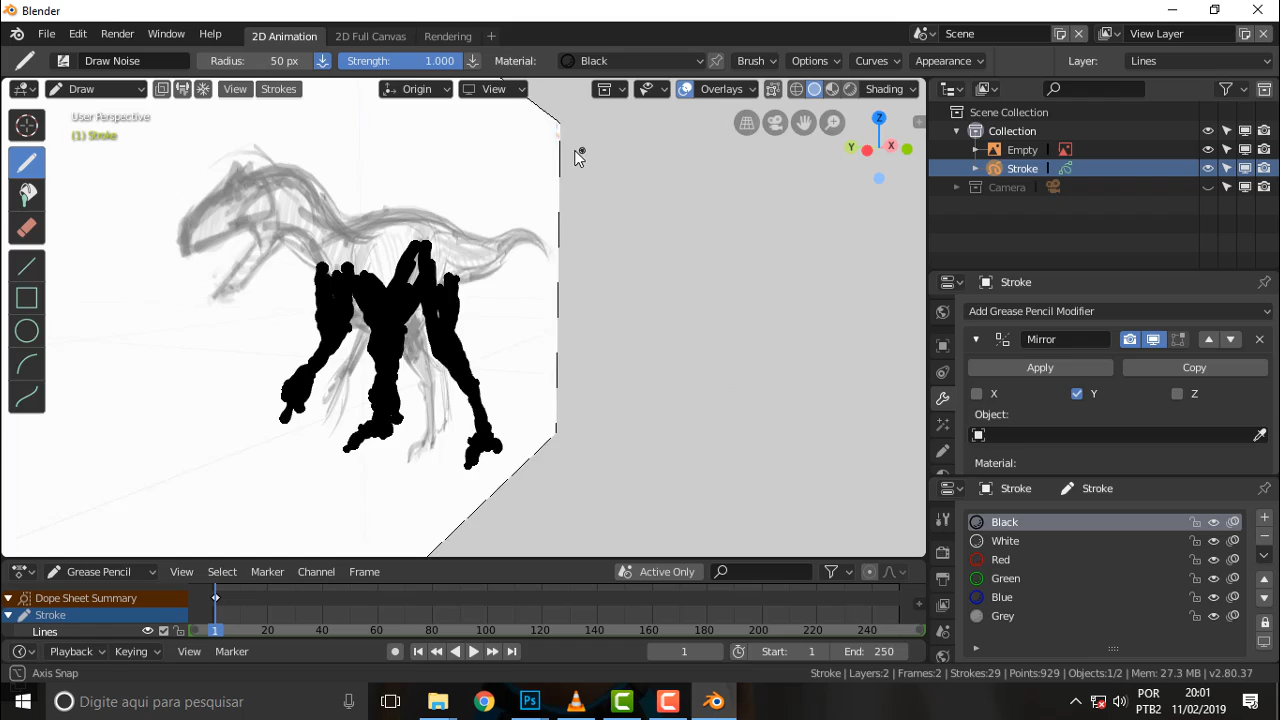 Blender
File Edit Render Window Help 2D Animation 2D Full Canvas Rendering + Scene View Layer
Draw Noise Radius: 50 px Strength: 1.000 Material: Black Brush Options Curves Appearance Layer: Lines
Draw View Strokes Origin View Overlays Shading
User Perspective
(1) Stroke
Z
Y
X
Scene Collection
Collection
Empty
Stroke
Camera
Stroke
Add Grease Pencil Modifier
Mirror
Apply Copy
X Y Z
Object:
Material:
Stroke Stroke
Black
White
Red
Green
Blue
Grey
Grease Pencil View Select Marker Channel Frame Active Only
Dope Sheet Summary
Stroke
Lines
1 20 40 60 80 100 120 140 160 180 200 220 240
Playback Keying View Marker 1 Start: 1 End: 250
Axis Snap Stroke | Layers:2 | Frames:2 | Strokes:29 | Points:929 | Objects:1/2 | Mem: 27.3 MB | v2.80.37
Digite aqui para pesquisar Ps POR
PTB2 20:01
11/02/2019